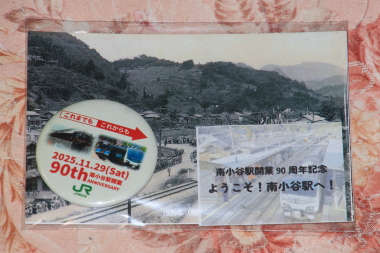 これまでも これからも
2025.11.29(Sat)
90th
南小谷駅開業
ANNIVERSARY
JR
南小谷駅開業 90 周年記念
ようこそ！南小谷駅へ！